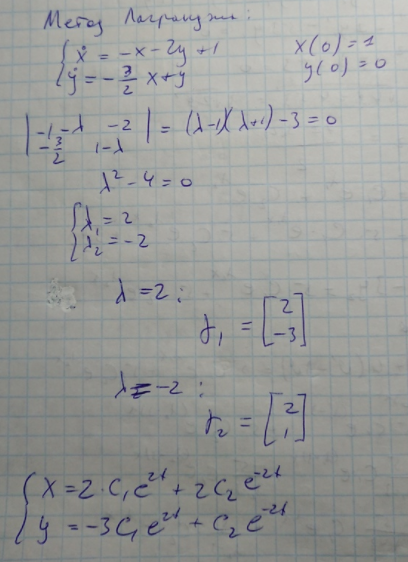 Метод Лагранжа:
{ ẋ = -x - 2y + 1    x(0) = 1
{ ẏ = - 3/2 x + y    y(0) = 0
| -1-λ  -2 | = (λ-1)(λ+1) - 3 = 0
| -3/2  1-λ |
λ² - 4 = 0
{ λ₁ = 2
{ λ₂ = -2
λ = 2 :
γ₁ = [ 2
-3 ]
λ = -2 :
γ₂ = [ 2
1 ]
{ x = 2·C₁e^{2t} + 2C₂e^{-2t}
{ y = -3C₁e^{2t} + C₂e^{-2t}